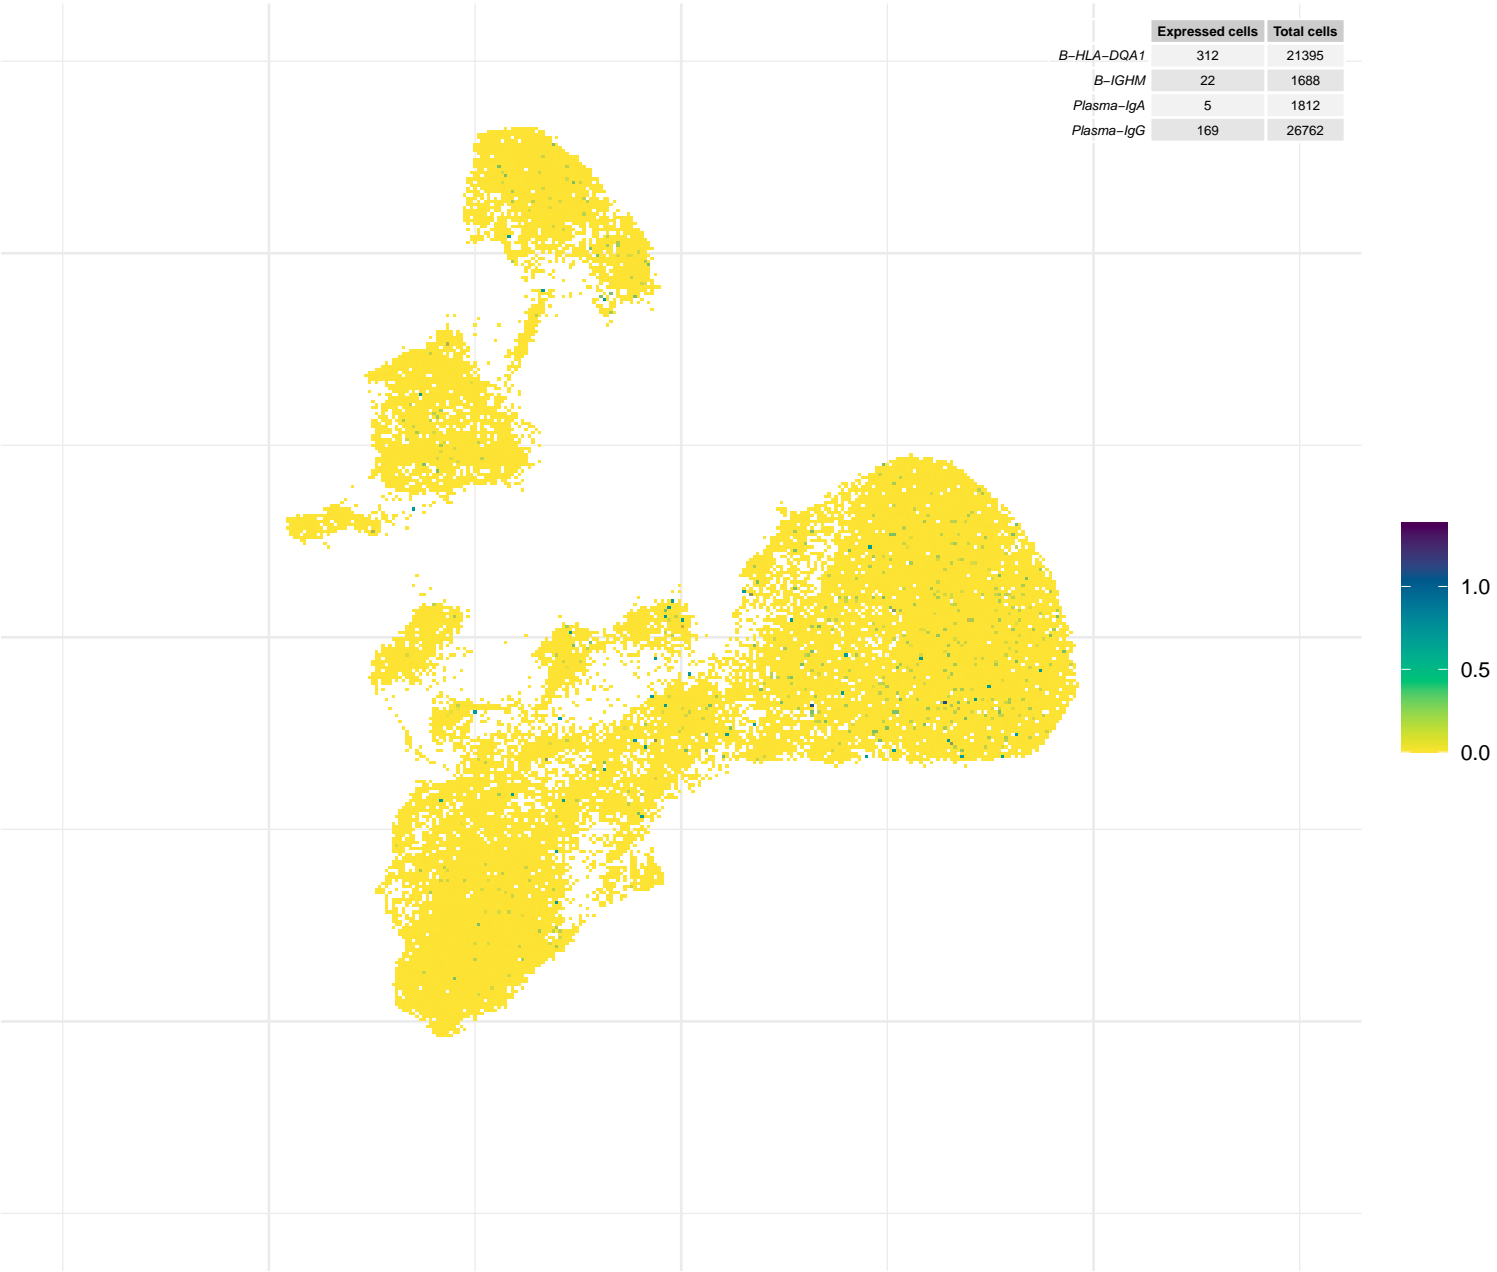 Expressed cells Total cells
B−HLA−DQA1 312 21395
B−IGHM 22 1688
Plasma−IgA 5 1812
Plasma−IgG 169 26762
1.0
0.5
0.0